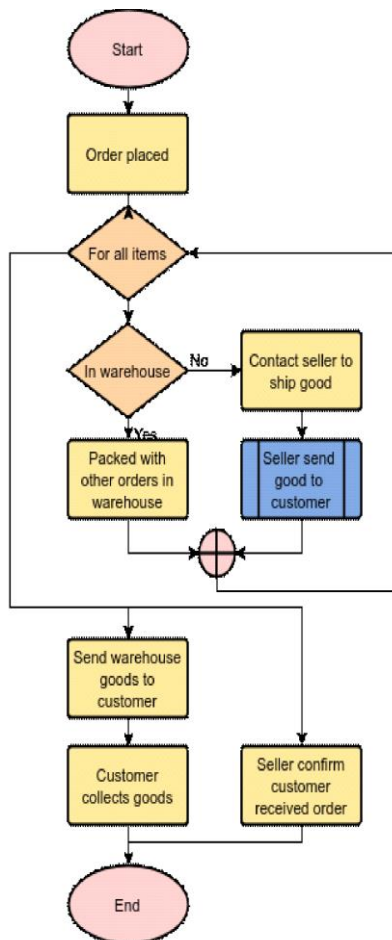 Start
Order placed
For all items
In warehouse
No
Contact seller to
ship good
Yes
Packed with
other orders in
warehouse
Seller send
good to
customer
Send warehouse
goods to
customer
Customer
collects goods
Seller confirm
customer
received order
End